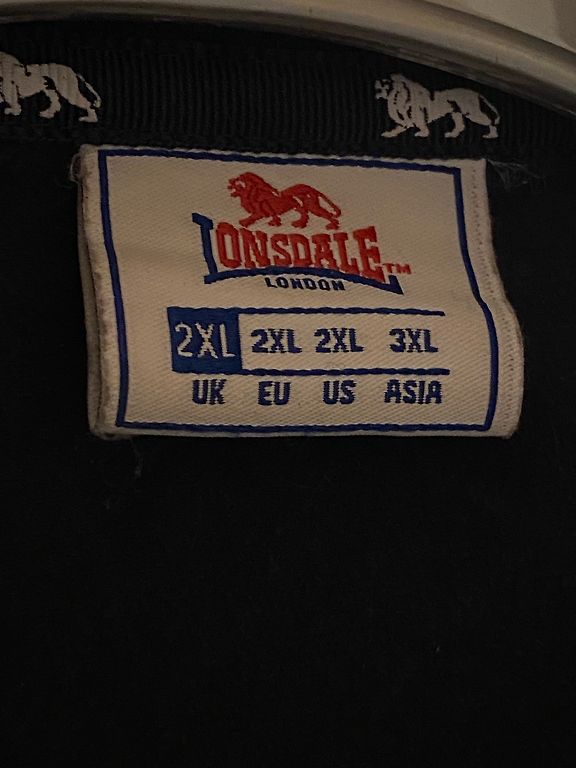 LONSDALE™
LONDON
2XL 2XL 2XL 3XL
UK EU US ASIA